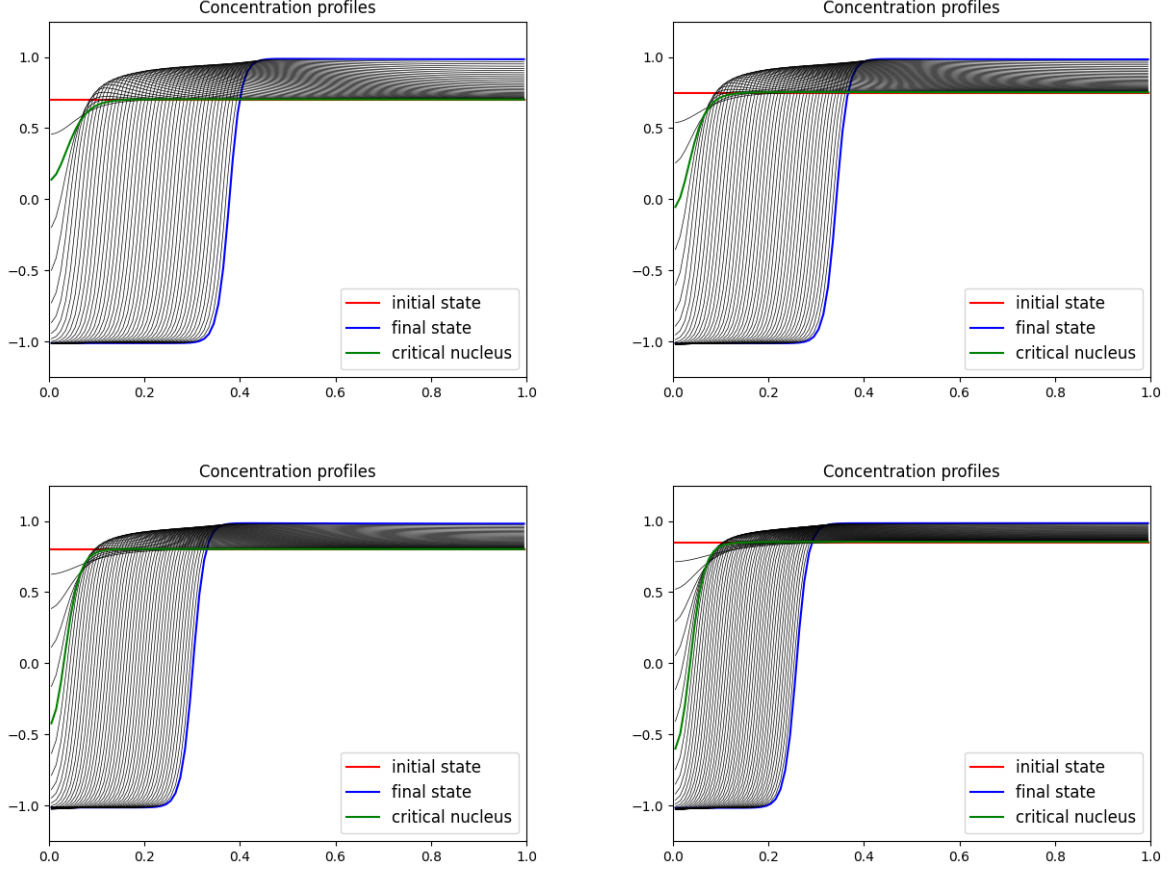 Concentration profiles
1.0
0.5
0.0
−0.5
−1.0
0.0 0.2 0.4 0.6 0.8 1.0
initial state
final state
critical nucleus
Concentration profiles
1.0
0.5
0.0
−0.5
−1.0
0.0 0.2 0.4 0.6 0.8 1.0
initial state
final state
critical nucleus
Concentration profiles
1.0
0.5
0.0
−0.5
−1.0
0.0 0.2 0.4 0.6 0.8 1.0
initial state
final state
critical nucleus
Concentration profiles
1.0
0.5
0.0
−0.5
−1.0
0.0 0.2 0.4 0.6 0.8 1.0
initial state
final state
critical nucleus